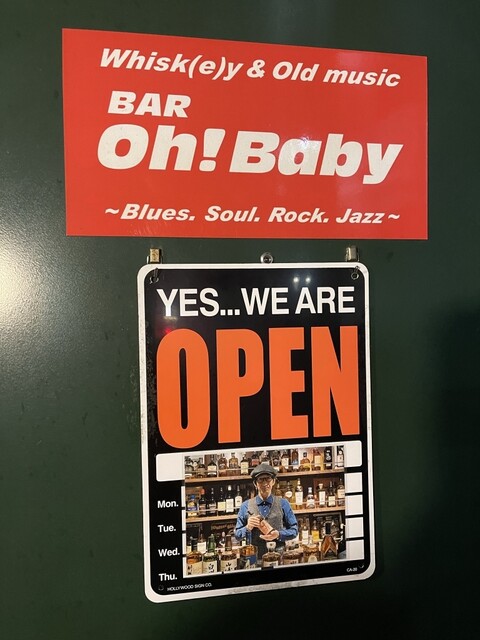 Whisk(e)y & Old music
BAR
Oh! Baby
~Blues. Soul. Rock. Jazz~
YES...WE ARE
OPEN
Mon.
Tue.
Wed.
Thu.
HOLLYWOOD SIGN CO.